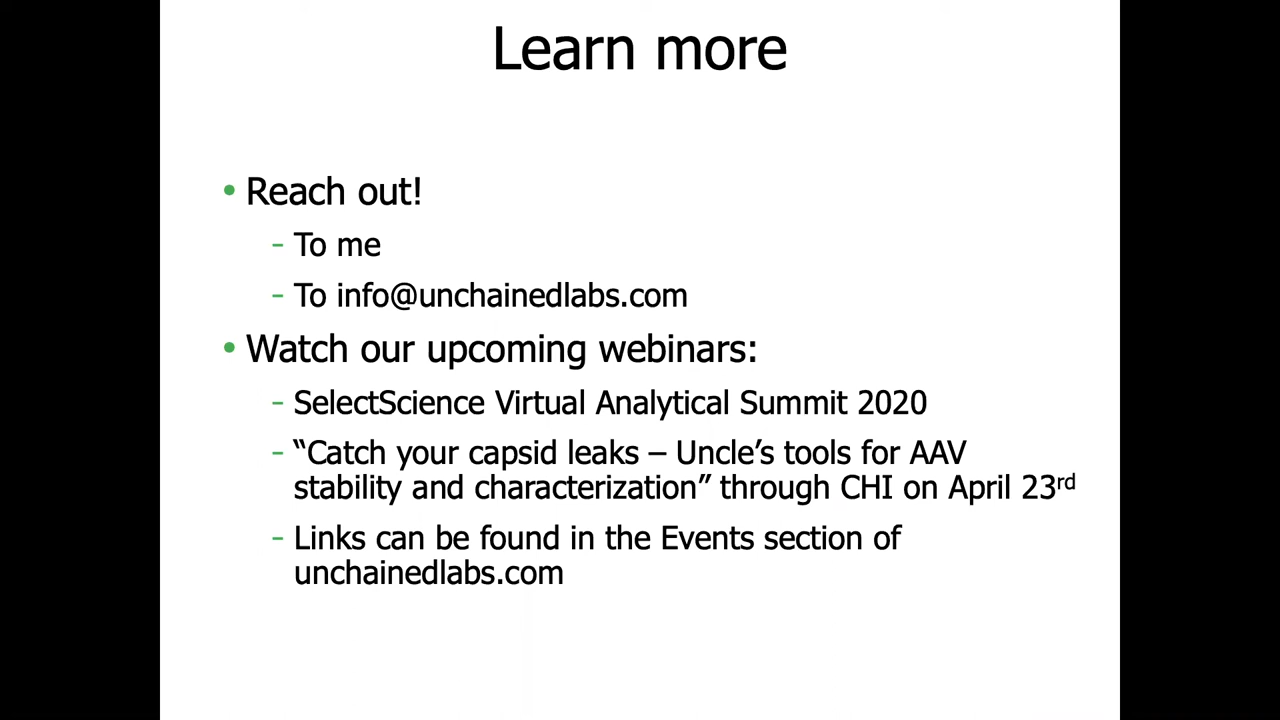 Learn more
• Reach out!
- To me
- To info@unchainedlabs.com
• Watch our upcoming webinars:
- SelectScience Virtual Analytical Summit 2020
- “Catch your capsid leaks – Uncle’s tools for AAV
stability and characterization” through CHI on April 23rd
- Links can be found in the Events section of
unchainedlabs.com